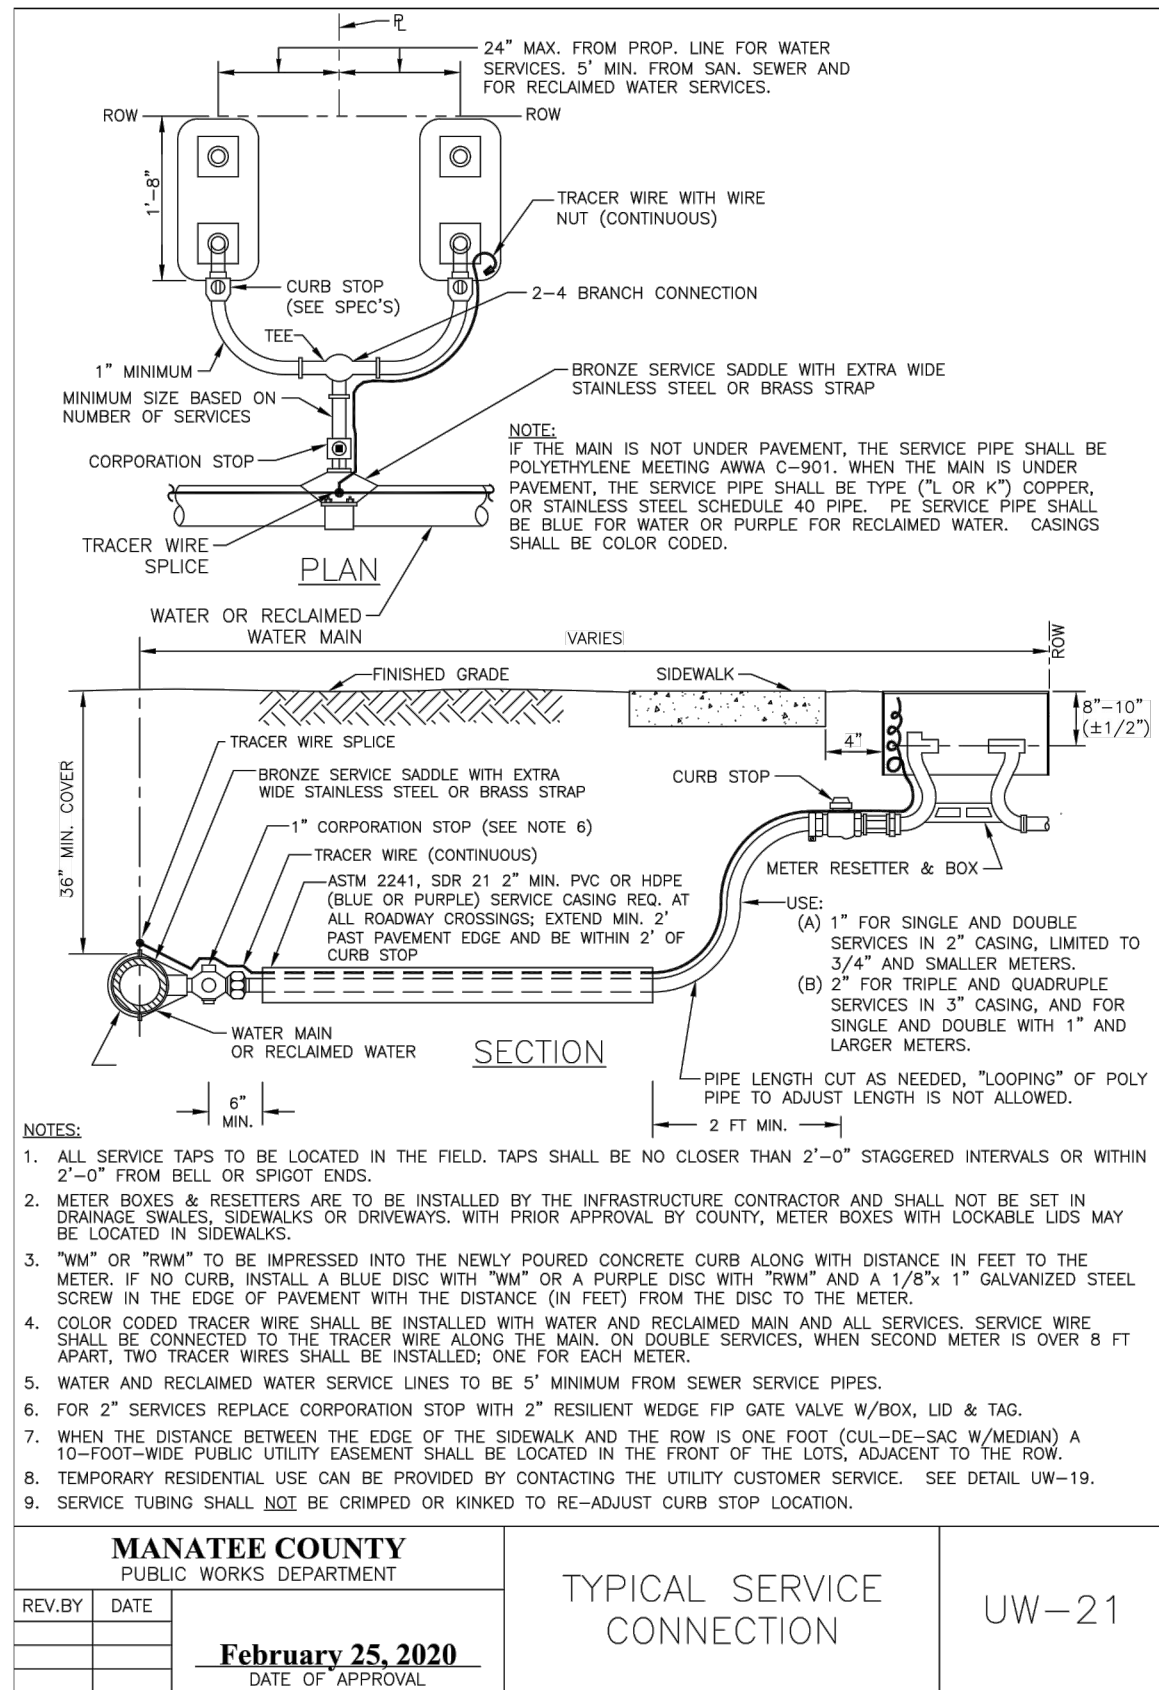 PL
24" MAX. FROM PROP. LINE FOR WATER
SERVICES. 5' MIN. FROM SAN. SEWER AND
FOR RECLAIMED WATER SERVICES.
ROW
ROW
1'-8"
TRACER WIRE WITH WIRE
NUT (CONTINUOUS)
CURB STOP
(SEE SPEC'S)
2-4 BRANCH CONNECTION
TEE
1" MINIMUM
BRONZE SERVICE SADDLE WITH EXTRA WIDE
STAINLESS STEEL OR BRASS STRAP
MINIMUM SIZE BASED ON
NUMBER OF SERVICES
CORPORATION STOP
NOTE:
IF THE MAIN IS NOT UNDER PAVEMENT, THE SERVICE PIPE SHALL BE
POLYETHYLENE MEETING AWWA C-901. WHEN THE MAIN IS UNDER
PAVEMENT, THE SERVICE PIPE SHALL BE TYPE ("L OR K") COPPER,
OR STAINLESS STEEL SCHEDULE 40 PIPE. PE SERVICE PIPE SHALL
BE BLUE FOR WATER OR PURPLE FOR RECLAIMED WATER. CASINGS
SHALL BE COLOR CODED.
TRACER WIRE
SPLICE
PLAN
WATER OR RECLAIMED
WATER MAIN
VARIES
ROW
FINISHED GRADE
SIDEWALK
8"-10"
(±1/2")
4"
TRACER WIRE SPLICE
36" MIN. COVER
BRONZE SERVICE SADDLE WITH EXTRA
WIDE STAINLESS STEEL OR BRASS STRAP
CURB STOP
1" CORPORATION STOP (SEE NOTE 6)
TRACER WIRE (CONTINUOUS)
METER RESETTER & BOX
ASTM 2241, SDR 21 2" MIN. PVC OR HDPE
(BLUE OR PURPLE) SERVICE CASING REQ. AT
ALL ROADWAY CROSSINGS; EXTEND MIN. 2'
PAST PAVEMENT EDGE AND BE WITHIN 2' OF
CURB STOP
USE:
(A) 1" FOR SINGLE AND DOUBLE
SERVICES IN 2" CASING, LIMITED TO
3/4" AND SMALLER METERS.
(B) 2" FOR TRIPLE AND QUADRUPLE
SERVICES IN 3" CASING, AND FOR
SINGLE AND DOUBLE WITH 1" AND
LARGER METERS.
WATER MAIN
OR RECLAIMED WATER
SECTION
PIPE LENGTH CUT AS NEEDED, "LOOPING" OF POLY
PIPE TO ADJUST LENGTH IS NOT ALLOWED.
6"
MIN.
2 FT MIN.
NOTES:
1. ALL SERVICE TAPS TO BE LOCATED IN THE FIELD. TAPS SHALL BE NO CLOSER THAN 2'-0" STAGGERED INTERVALS OR WITHIN
2'-0" FROM BELL OR SPIGOT ENDS.
2. METER BOXES & RESETTERS ARE TO BE INSTALLED BY THE INFRASTRUCTURE CONTRACTOR AND SHALL NOT BE SET IN
DRAINAGE SWALES, SIDEWALKS OR DRIVEWAYS. WITH PRIOR APPROVAL BY COUNTY, METER BOXES WITH LOCKABLE LIDS MAY
BE LOCATED IN SIDEWALKS.
3. "WM" OR "RWM" TO BE IMPRESSED INTO THE NEWLY POURED CONCRETE CURB ALONG WITH DISTANCE IN FEET TO THE
METER. IF NO CURB, INSTALL A BLUE DISC WITH "WM" OR A PURPLE DISC WITH "RWM" AND A 1/8"x 1" GALVANIZED STEEL
SCREW IN THE EDGE OF PAVEMENT WITH THE DISTANCE (IN FEET) FROM THE DISC TO THE METER.
4. COLOR CODED TRACER WIRE SHALL BE INSTALLED WITH WATER AND RECLAIMED MAIN AND ALL SERVICES. SERVICE WIRE
SHALL BE CONNECTED TO THE TRACER WIRE ALONG THE MAIN. ON DOUBLE SERVICES, WHEN SECOND METER IS OVER 8 FT
APART, TWO TRACER WIRES SHALL BE INSTALLED; ONE FOR EACH METER.
5. WATER AND RECLAIMED WATER SERVICE LINES TO BE 5' MINIMUM FROM SEWER SERVICE PIPES.
6. FOR 2" SERVICES REPLACE CORPORATION STOP WITH 2" RESILIENT WEDGE FIP GATE VALVE W/BOX, LID & TAG.
7. WHEN THE DISTANCE BETWEEN THE EDGE OF THE SIDEWALK AND THE ROW IS ONE FOOT (CUL-DE-SAC W/MEDIAN) A
10-FOOT-WIDE PUBLIC UTILITY EASEMENT SHALL BE LOCATED IN THE FRONT OF THE LOTS, ADJACENT TO THE ROW.
8. TEMPORARY RESIDENTIAL USE CAN BE PROVIDED BY CONTACTING THE UTILITY CUSTOMER SERVICE. SEE DETAIL UW-19.
9. SERVICE TUBING SHALL NOT BE CRIMPED OR KINKED TO RE-ADJUST CURB STOP LOCATION.
MANATEE COUNTY
PUBLIC WORKS DEPARTMENT
REV.BY DATE
February 25, 2020
DATE OF APPROVAL
TYPICAL SERVICE
CONNECTION
UW-21